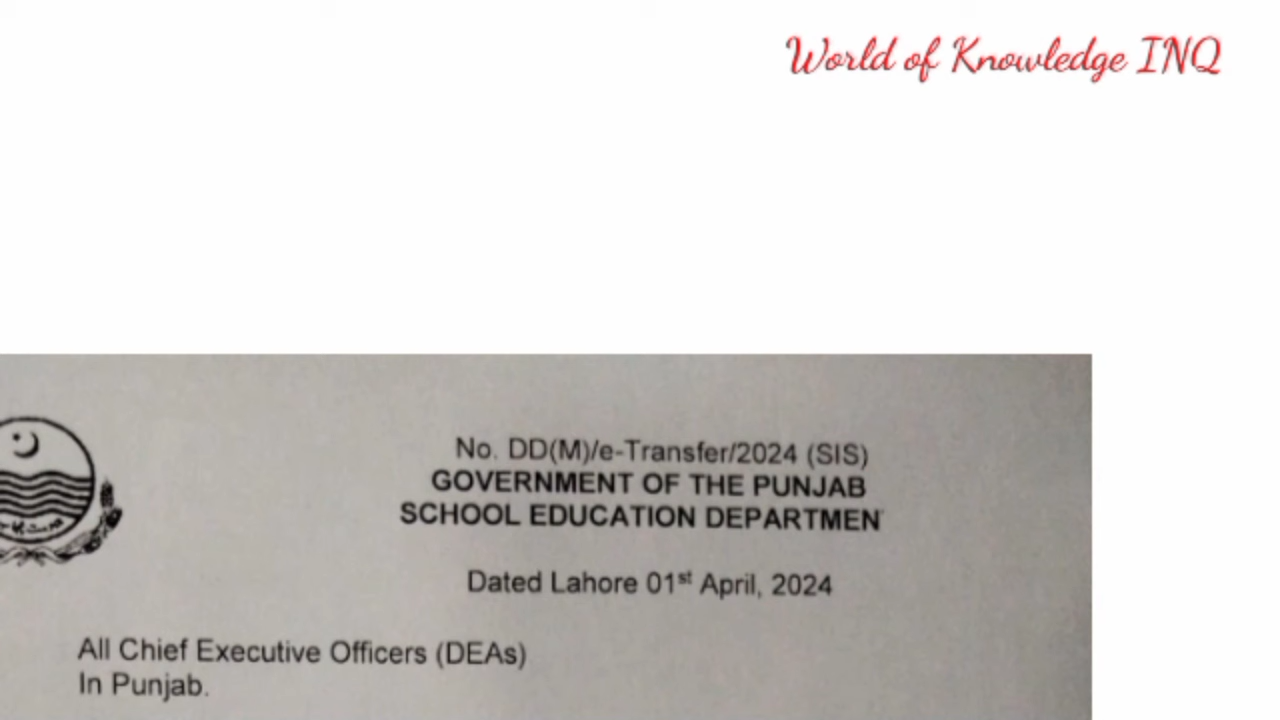 World of Knowledge INQ
No. DD(M)/e-Transfer/2024 (SIS)
GOVERNMENT OF THE PUNJAB
SCHOOL EDUCATION DEPARTMEN
Dated Lahore 01st April, 2024
All Chief Executive Officers (DEAs)
In Punjab.